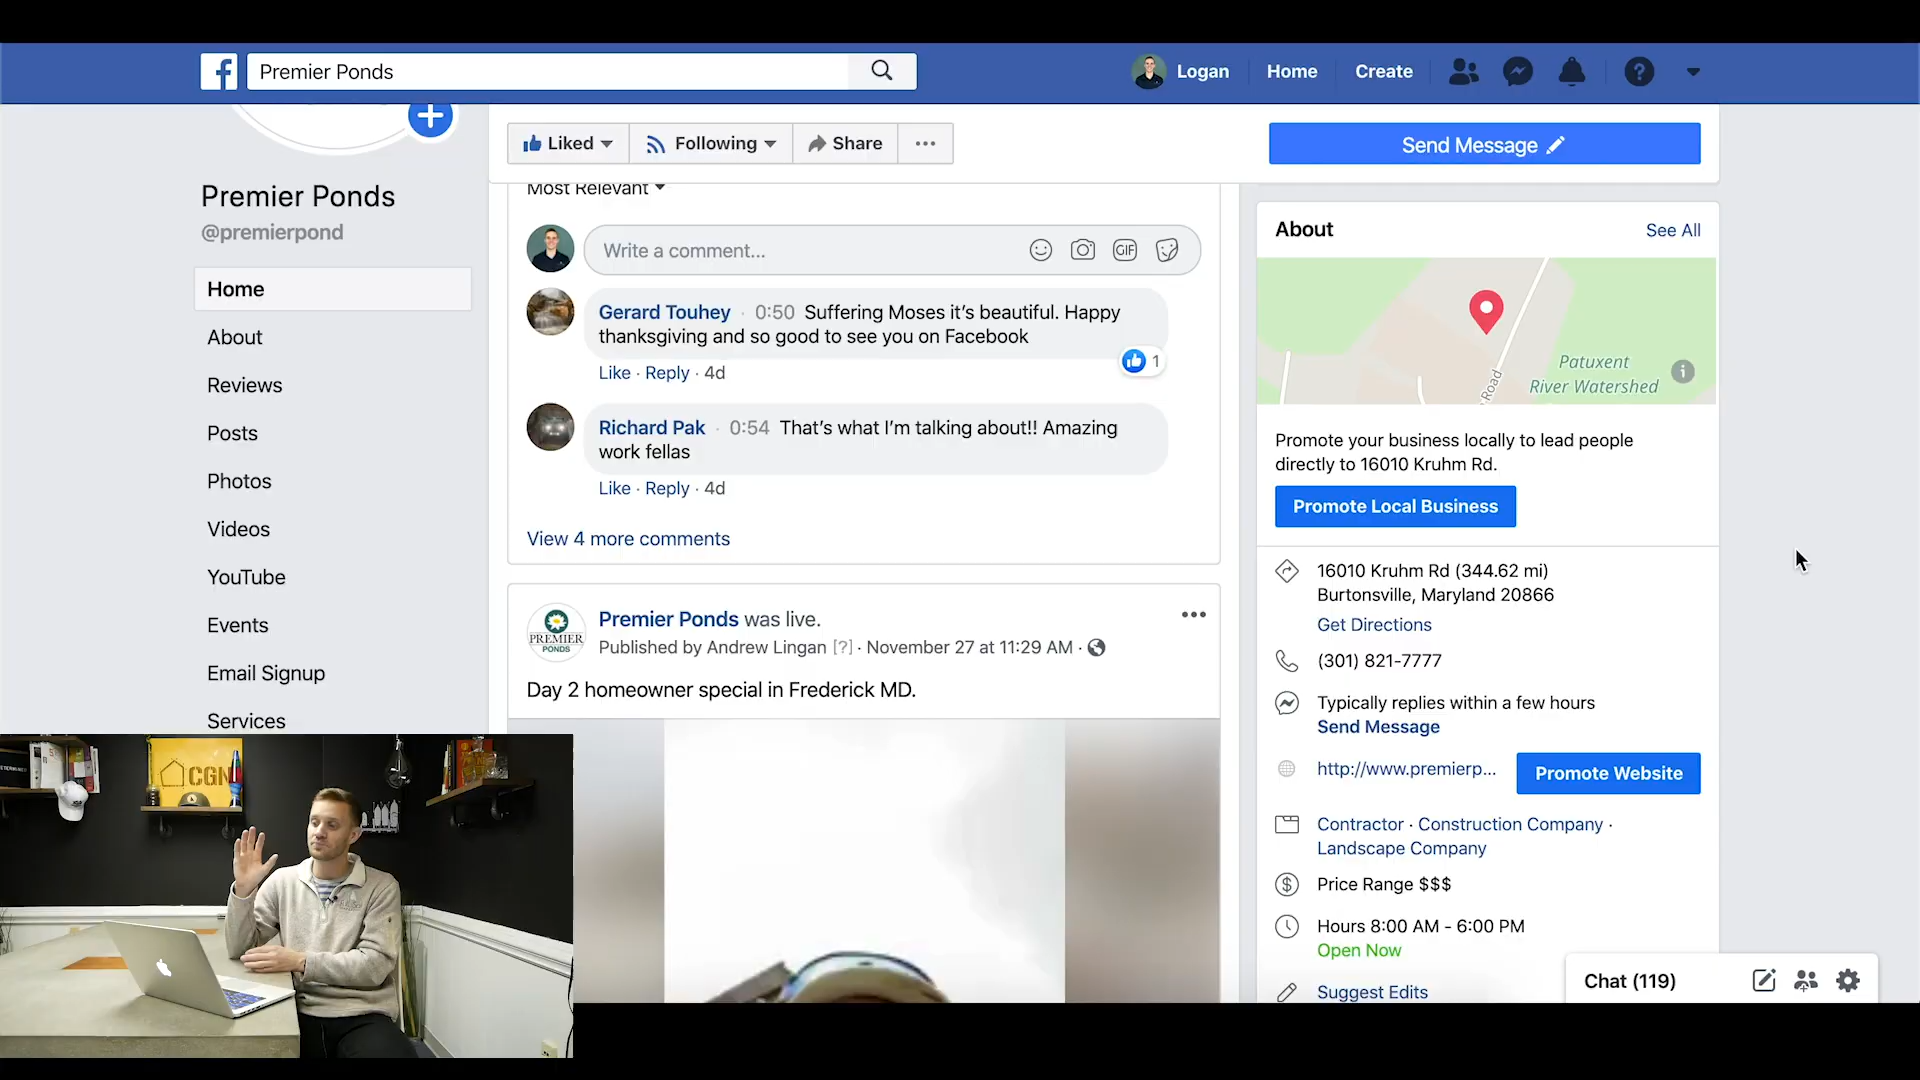 Premier Ponds
Logan
Home
Create
Liked
Following
Share
Send Message
Premier Ponds
@premierpond
Home
About
Reviews
Posts
Photos
Videos
YouTube
Events
Email Signup
Services
Most Relevant
Write a comment...
GIF
Gerard Touhey · 0:50 Suffering Moses it’s beautiful. Happy
thanksgiving and so good to see you on Facebook
1
Like · Reply · 4d
Richard Pak · 0:54 That’s what I’m talking about!! Amazing
work fellas
Like · Reply · 4d
View 4 more comments
PREMIER
PONDS
Premier Ponds was live.
Published by Andrew Lingan [?] · November 27 at 11:29 AM ·
Day 2 homeowner special in Frederick MD.
About
See All
Road
Patuxent
River Watershed
Promote your business locally to lead people
directly to 16010 Kruhm Rd.
Promote Local Business
16010 Kruhm Rd (344.62 mi)
Burtonsville, Maryland 20866
Get Directions
(301) 821-7777
Typically replies within a few hours
Send Message
http://www.premierp...
Promote Website
Contractor · Construction Company ·
Landscape Company
Price Range $$$
Hours 8:00 AM - 6:00 PM
Open Now
Suggest Edits
Chat (119)
CGN